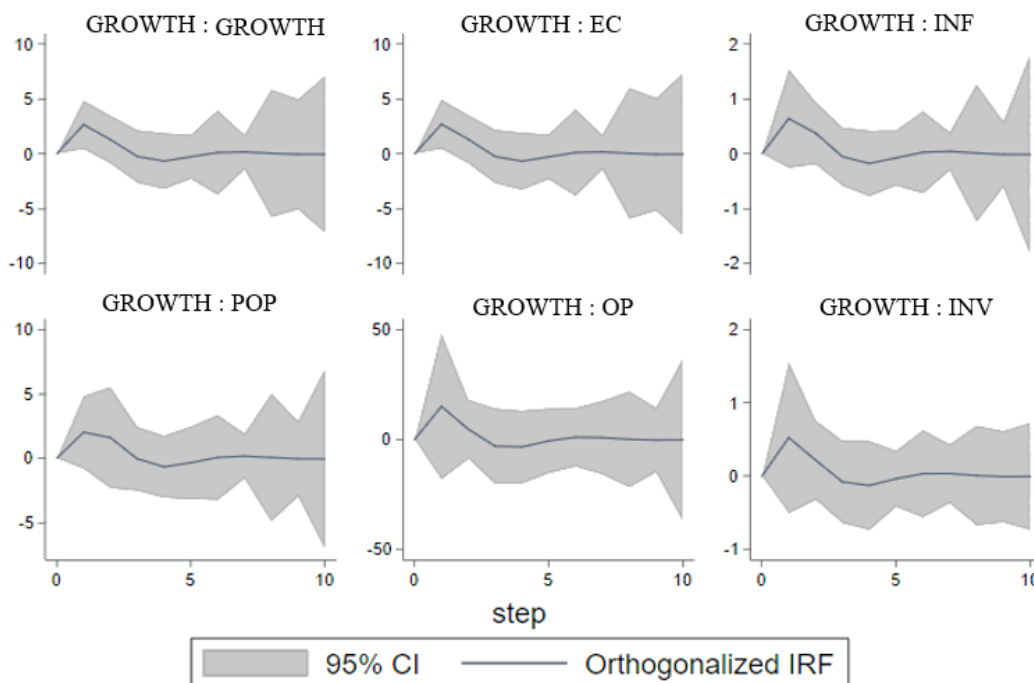 GROWTH : GROWTH
GROWTH : EC
GROWTH : INF
10
5
0
-5
-10
10
5
0
-5
-10
2
1
0
-1
-2
GROWTH : POP
GROWTH : OP
GROWTH : INV
10
5
0
-5
50
0
-50
2
1
0
-1
0 5 10
0 5 10
0 5 10
step
95% CI Orthogonalized IRF